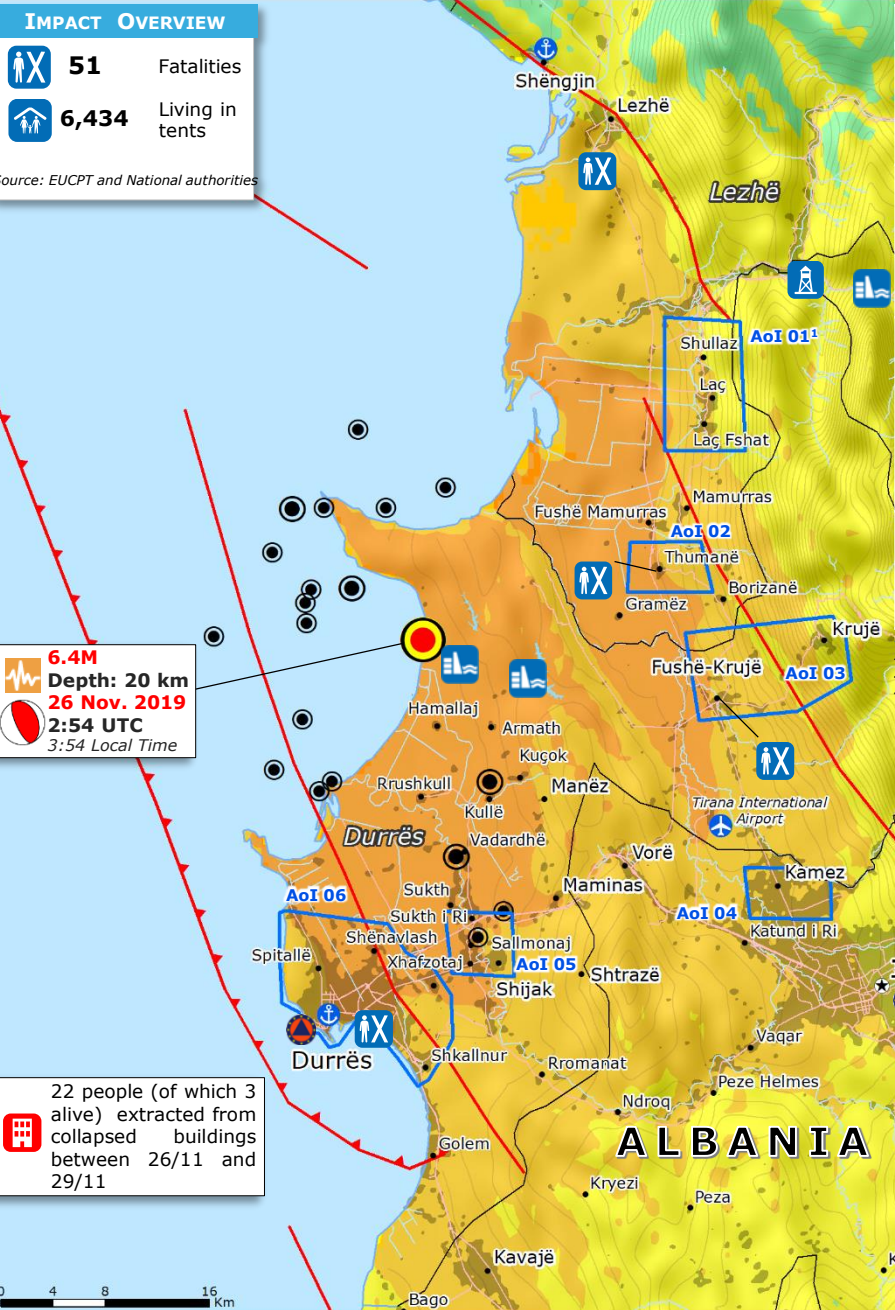 IMPACT OVERVIEW
51 Fatalities
6,434 Living in
tents
Source: EUCPT and National authorities
Shëngjin
Lezhë
Lezhë
AoI 01¹
Shullaz
Laç
Laç Fshat
Mamurras
Fushë Mamurras
AoI 02
Thumanë
Borizanë
Gramëz
Krujë
Fushë-Krujë
AoI 03
6.4M
Depth: 20 km
26 Nov. 2019
2:54 UTC
3:54 Local Time
Hamallaj
Armath
Kuçok
Rrushkull
Manëz
Kullë
Tirana International
Airport
Durrës
Vadardhë
Vorë
Kamez
Sukth
Maminas
AoI 06
AoI 04
Sukth i Ri
Katund i Ri
Shënavlash
Sallmonaj
Spitallë
Xhafzotaj
AoI 05
Shtrazë
Shijak
Durrës
Shkallnur
Vaqar
Rromanat
Peze Helmes
Ndroq
22 people (of which 3
alive) extracted from
collapsed buildings
between 26/11 and
29/11
ALBANIA
Golem
Kryezi
Peza
Kavajë
Bago
0 4 8 16
Km